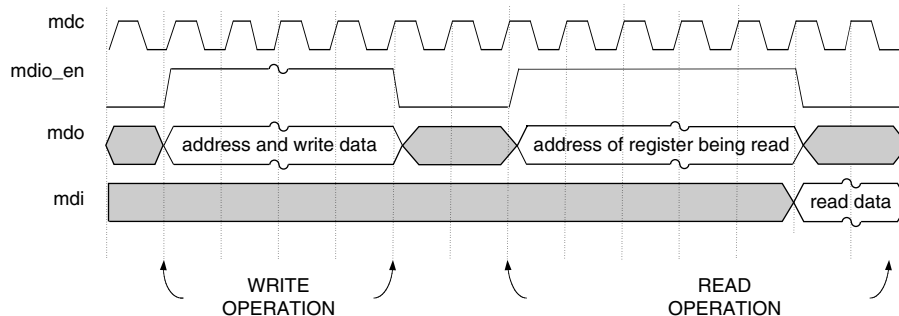 mdc
mdio_en
mdo
address and write data
address of register being read
mdi
read data
WRITE
OPERATION
READ
OPERATION